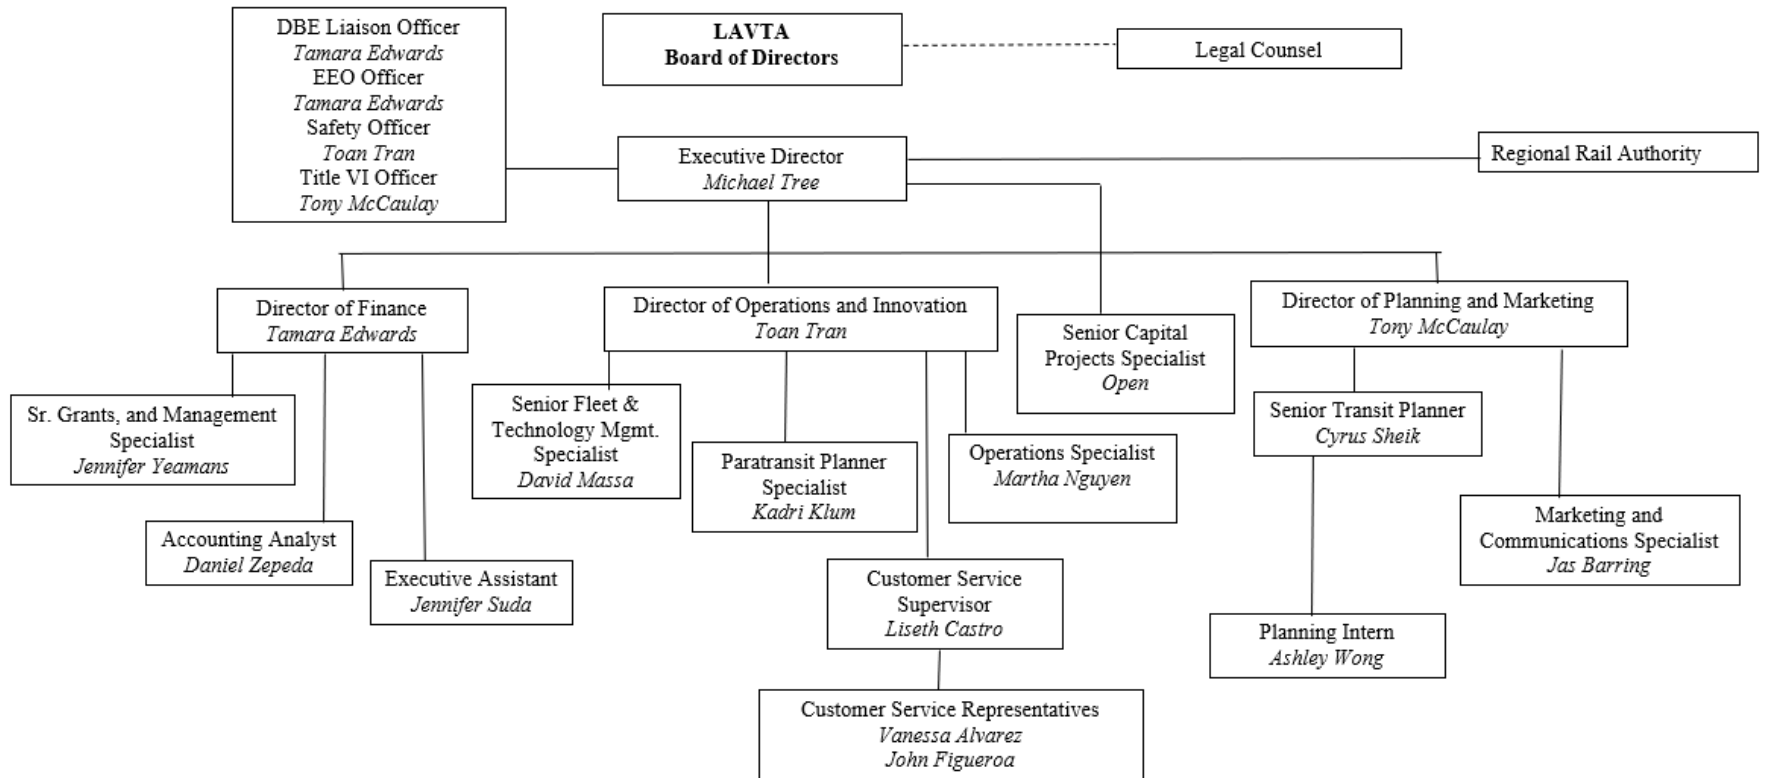 DBE Liaison Officer
Tamara Edwards
EEO Officer
Tamara Edwards
Safety Officer
Toan Tran
Title VI Officer
Tony McCaulay
LAVTA
Board of Directors
Legal Counsel
Executive Director
Michael Tree
Regional Rail Authority
Director of Finance
Tamara Edwards
Director of Operations and Innovation
Toan Tran
Senior Capital
Projects Specialist
Open
Director of Planning and Marketing
Tony McCaulay
Sr. Grants, and Management
Specialist
Jennifer Yeamans
Senior Fleet &
Technology Mgmt.
Specialist
David Massa
Paratransit Planner
Specialist
Kadri Klum
Operations Specialist
Martha Nguyen
Senior Transit Planner
Cyrus Sheik
Accounting Analyst
Daniel Zepeda
Executive Assistant
Jennifer Suda
Customer Service
Supervisor
Liseth Castro
Marketing and
Communications Specialist
Jas Barring
Planning Intern
Ashley Wong
Customer Service Representatives
Vanessa Alvarez
John Figueroa